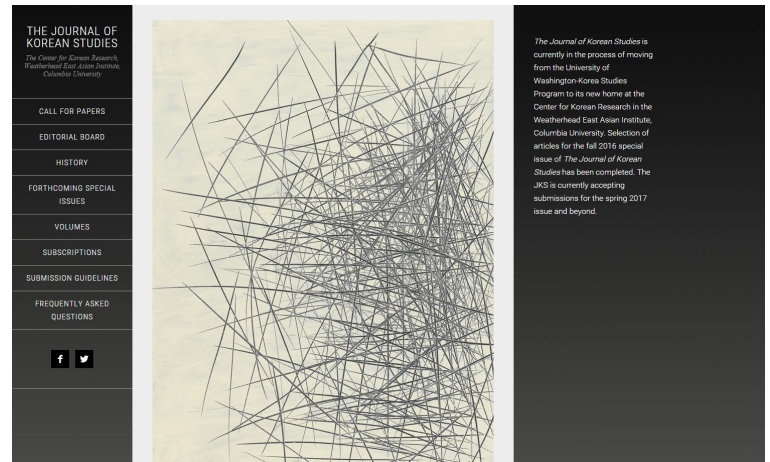 THE JOURNAL OF
KOREAN STUDIES
The Center for Korean Research,
Weatherhead East Asian Institute,
Columbia University
CALL FOR PAPERS
EDITORIAL BOARD
HISTORY
FORTHCOMING SPECIAL
ISSUES
VOLUMES
SUBSCRIPTIONS
SUBMISSION GUIDELINES
FREQUENTLY ASKED
QUESTIONS
The Journal of Korean Studies is
currently in the process of moving
from the University of
Washington-Korea Studies
Program to its new home at the
Center for Korean Research in the
Weatherhead East Asian Institute,
Columbia University. Selection of
articles for the fall 2016 special
issue of The Journal of Korean
Studies has been completed. The
JKS is currently accepting
submissions for the spring 2017
issue and beyond.